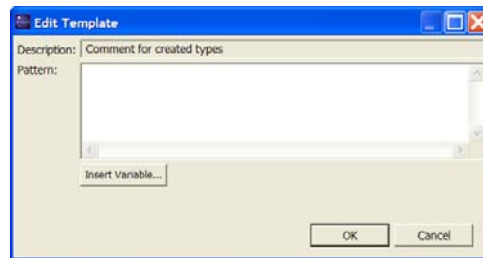 Edit Template
Description: Comment for created types
Pattern:
Insert Variable...
OK Cancel